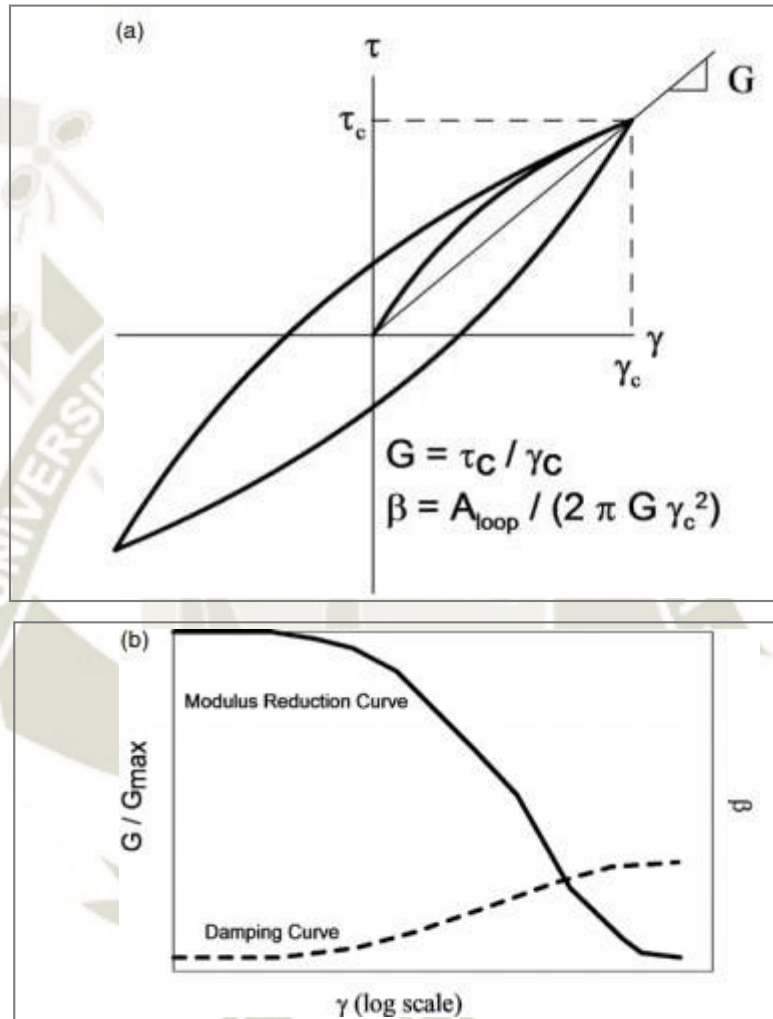 (a)
τ
τc
G
γ
γc
G = τc / γc
β = Aloop / (2 π G γc²)
(b)
Modulus Reduction Curve
G / Gmax
β
Damping Curve
γ (log scale)